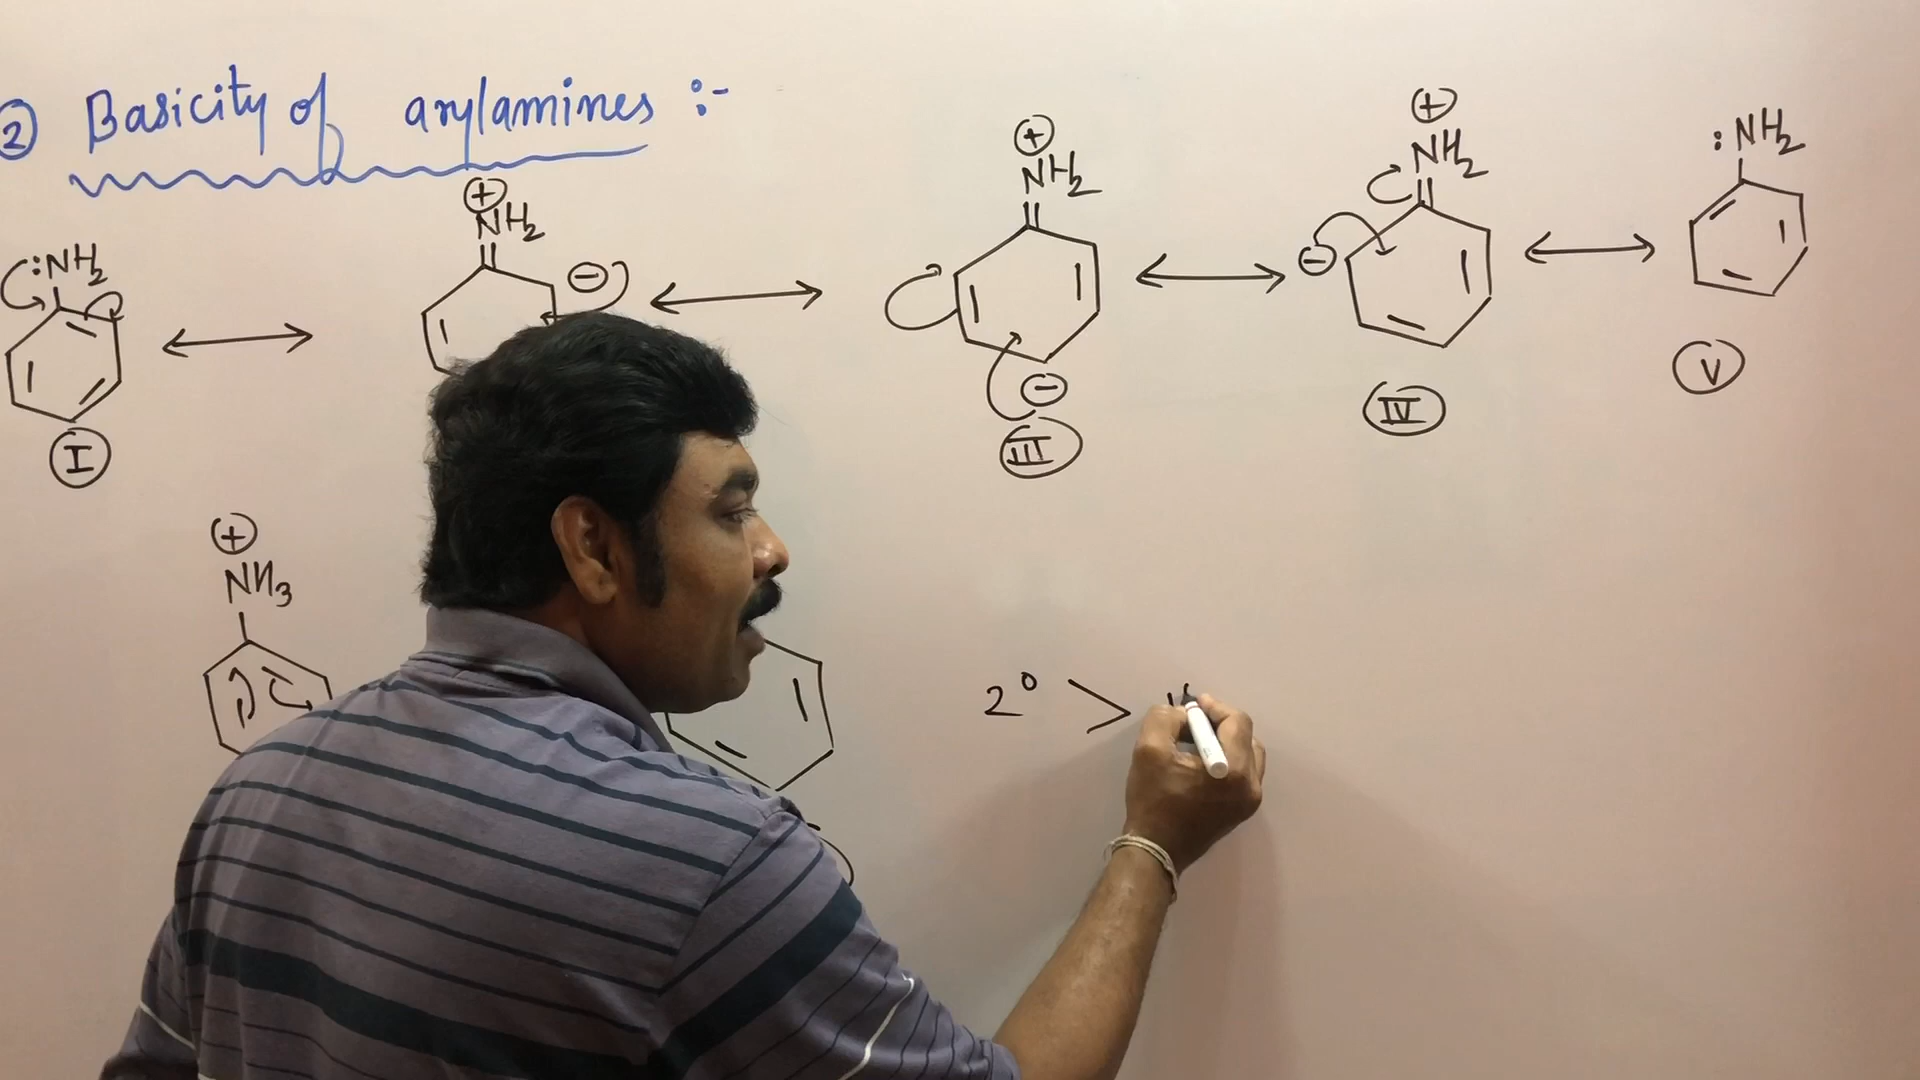 ② Basicity of arylamines :-
⊕
NH₂
⊖
⊕
NH₂
⊖
⊕
NH₂
⊖
:NH₂
:NH₂
I
III
IV
V
⊕
NH₃
2° >